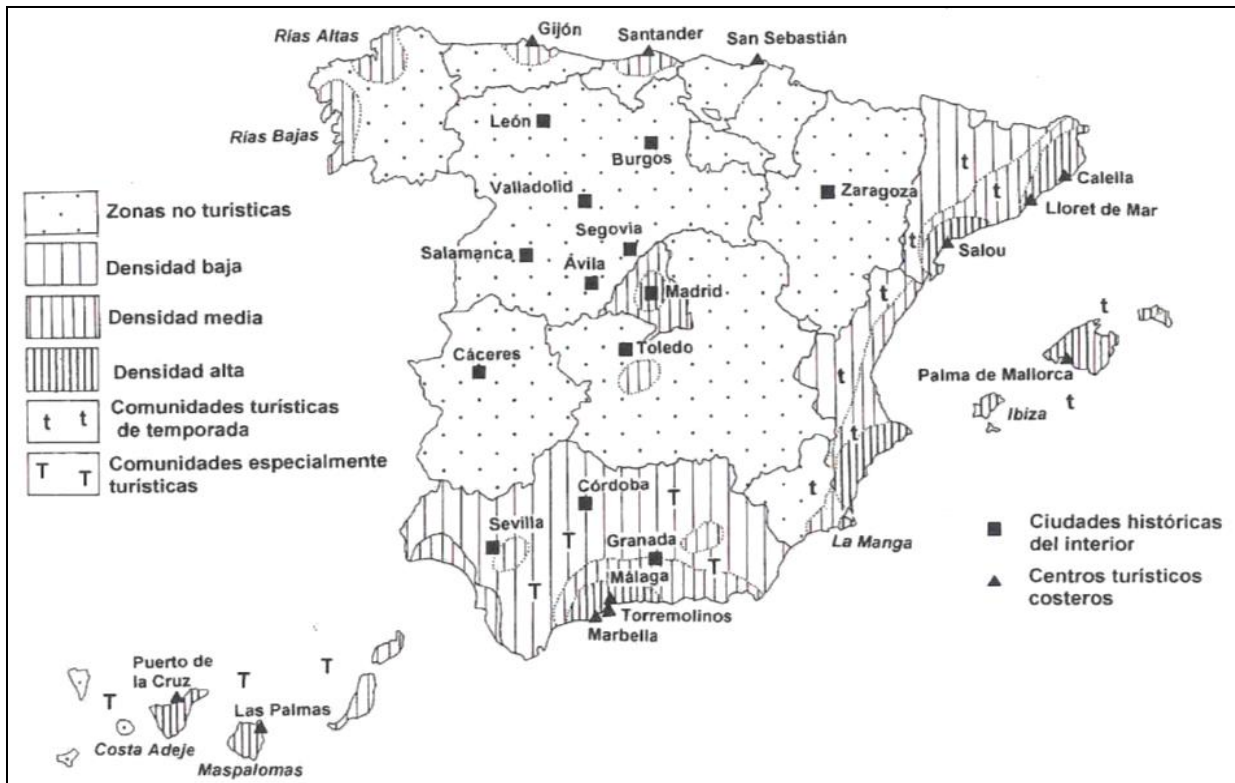 Rías Altas
Gijón
Santander
San Sebastián
Rías Bajas
León
Burgos
Valladolid
Zaragoza
Calella
Lloret de Mar
Salou
Segovia
Salamanca
Ávila
Madrid
Toledo
Cáceres
Palma de Mallorca
Ibiza
Zonas no turísticas
Densidad baja
Densidad media
Densidad alta
t t
Comunidades turísticas
de temporada
T T
Comunidades especialmente
turísticas
t
t
t
t
t
t
t
t
Córdoba
T
Sevilla
T
Granada
T
Málaga
T
Torremolinos
Marbella
La Manga
Ciudades históricas
del interior
Centros turísticos
costeros
Puerto de
la Cruz
T
T
T
Las Palmas
Costa Adeje
Maspalomas